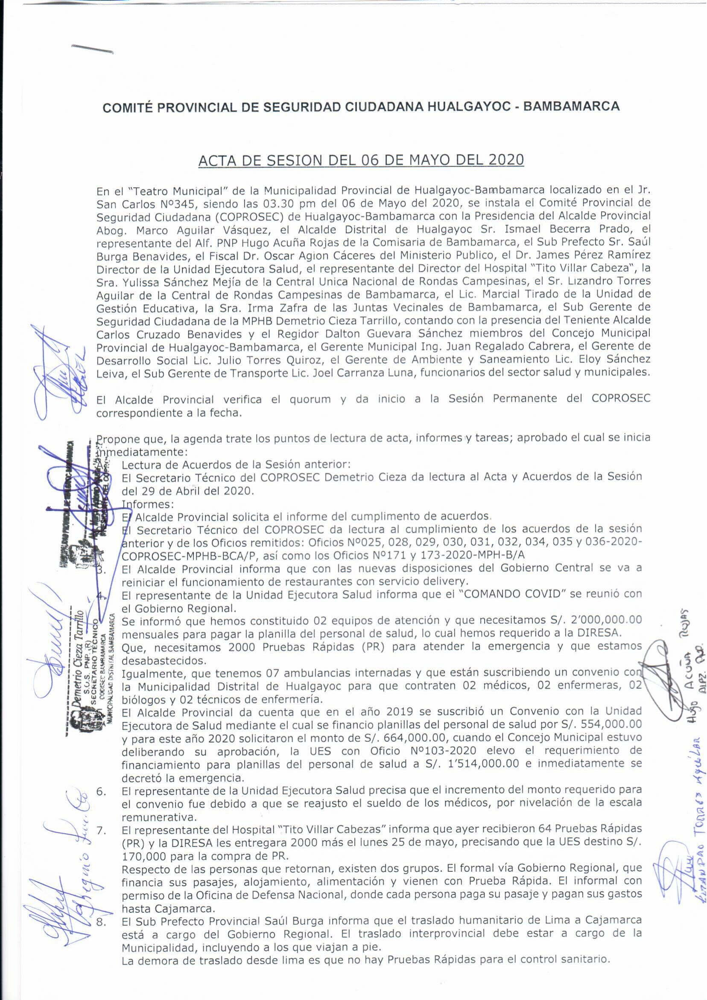 COMITÉ PROVINCIAL DE SEGURIDAD CIUDADANA HUALGAYOC - BAMBAMARCA
ACTA DE SESION DEL 06 DE MAYO DEL 2020
En el “Teatro Municipal” de la Municipalidad Provincial de Hualgayoc-Bambamarca localizado en el Jr.
San Carlos Nº345, siendo las 03.30 pm del 06 de Mayo del 2020, se instala el Comité Provincial de
Seguridad Ciudadana (COPROSEC) de Hualgayoc-Bambamarca con la Presidencia del Alcalde Provincial
Abog. Marco Aguilar Vásquez, el Alcalde Distrital de Hualgayoc Sr. Ismael Becerra Prado, el
representante del Alf. PNP Hugo Acuña Rojas de la Comisaria de Bambamarca, el Sub Prefecto Sr. Saúl
Burga Benavides, el Fiscal Dr. Oscar Agion Cáceres del Ministerio Publico, el Dr. James Pérez Ramírez
Director de la Unidad Ejecutora Salud, el representante del Director del Hospital “Tito Villar Cabeza“, la
Sra. Yulissa Sánchez Mejía de la Central Unica Nacional de Rondas Campesinas, el Sr. Lizandro Torres
Aguilar de la Central de Rondas Campesinas de Bambamarca, el Lic. Marcial Tirado de la Unidad de
Gestión Educativa, la Sra. Irma Zafra de las Juntas Vecinales de Bambamarca, el Sub Gerente de
Seguridad Ciudadana de la MPHB Demetrio Cieza Tarrillo, contando con la presencia del Teniente Alcalde
Carlos Cruzado Benavides y el Regidor Dalton Guevara Sánchez miembros del Concejo Municipal
Provincial de Hualgayoc-Bambamarca, el Gerente Municipal Ing. Juan Regalado Cabrera, el Gerente de
Desarrollo Social Lic. Julio Torres Quiroz, el Gerente de Ambiente y Saneamiento Lic. Eloy Sánchez
Leiva, el Sub Gerente de Transporte Lic. Joel Carranza Luna, funcionarios del sector salud y municipales.
El Alcalde Provincial verifica el quorum y da inicio a la Sesión Permanente del COPROSEC
correspondiente a la fecha.
Propone que, la agenda trate los puntos de lectura de acta, informes y tareas; aprobado el cual se inicia
inmediatamente:
A. Lectura de Acuerdos de la Sesión anterior:
El Secretario Técnico del COPROSEC Demetrio Cieza da lectura al Acta y Acuerdos de la Sesión
del 29 de Abril del 2020.
Informes:
El Alcalde Provincial solicita el informe del cumplimento de acuerdos.
El Secretario Técnico del COPROSEC da lectura al cumplimiento de los acuerdos de la sesión
anterior y de los Oficios remitidos: Oficios Nº025, 028, 029, 030, 031, 032, 034, 035 y 036-2020-
COPROSEC-MPHB-BCA/P, así como los Oficios Nº171 y 173-2020-MPH-B/A
3. El Alcalde Provincial informa que con las nuevas disposiciones del Gobierno Central se va a
reiniciar el funcionamiento de restaurantes con servicio delivery.
4. El representante de la Unidad Ejecutora Salud informa que el “COMANDO COVID” se reunió con
el Gobierno Regional.
Se informó que hemos constituido 02 equipos de atención y que necesitamos S/. 2’000,000.00
mensuales para pagar la planilla del personal de salud, lo cual hemos requerido a la DIRESA.
Que, necesitamos 2000 Pruebas Rápidas (PR) para atender la emergencia y que estamos
desabastecidos.
Igualmente, que tenemos 07 ambulancias internadas y que están suscribiendo un convenio con
la Municipalidad Distrital de Hualgayoc para que contraten 02 médicos, 02 enfermeras, 02
biólogos y 02 técnicos de enfermería.
El Alcalde Provincial da cuenta que en el año 2019 se suscribió un Convenio con la Unidad
Ejecutora de Salud mediante el cual se financio planillas del personal de salud por S/. 554,000.00
y para este año 2020 solicitaron el monto de S/. 664,000.00, cuando el Concejo Municipal estuvo
deliberando su aprobación, la UES con Oficio Nº103-2020 elevo el requerimiento de
financiamiento para planillas del personal de salud a S/. 1’514,000.00 e inmediatamente se
decretó la emergencia.
6. El representante de la Unidad Ejecutora Salud precisa que el incremento del monto requerido para
el convenio fue debido a que se reajusto el sueldo de los médicos, por nivelación de la escala
remunerativa.
7. El representante del Hospital “Tito Villar Cabezas” informa que ayer recibieron 64 Pruebas Rápidas
(PR) y la DIRESA les entregara 2000 más el lunes 25 de mayo, precisando que la UES destino S/.
170,000 para la compra de PR.
Respecto de las personas que retornan, existen dos grupos. El formal vía Gobierno Regional, que
financia sus pasajes, alojamiento, alimentación y vienen con Prueba Rápida. El informal con
permiso de la Oficina de Defensa Nacional, donde cada persona paga su pasaje y pagan sus gastos
hasta Cajamarca.
8. El Sub Prefecto Provincial Saúl Burga informa que el traslado humanitario de Lima a Cajamarca
está a cargo del Gobierno Regional. El traslado interprovincial debe estar a cargo de la
Municipalidad, incluyendo a los que viajan a pie.
La demora de traslado desde lima es que no hay Pruebas Rápidas para el control sanitario.
MUNICIPALIDAD PROVINCIAL DE HUALGAYOC-BAMBAMARCA
PRESIDENTE DEL COPROSEC
Demetrio Cieza Tarrillo
S.O.S. PNP. (R)
SECRETARIO TÉCNICO
CODISEC BAMBAMARCA
MUNICIPALIDAD DISTRITAL BAMBAMARCA
Hugo ACUÑA ROJAS
LIZANDRO TORRES AGUILAR